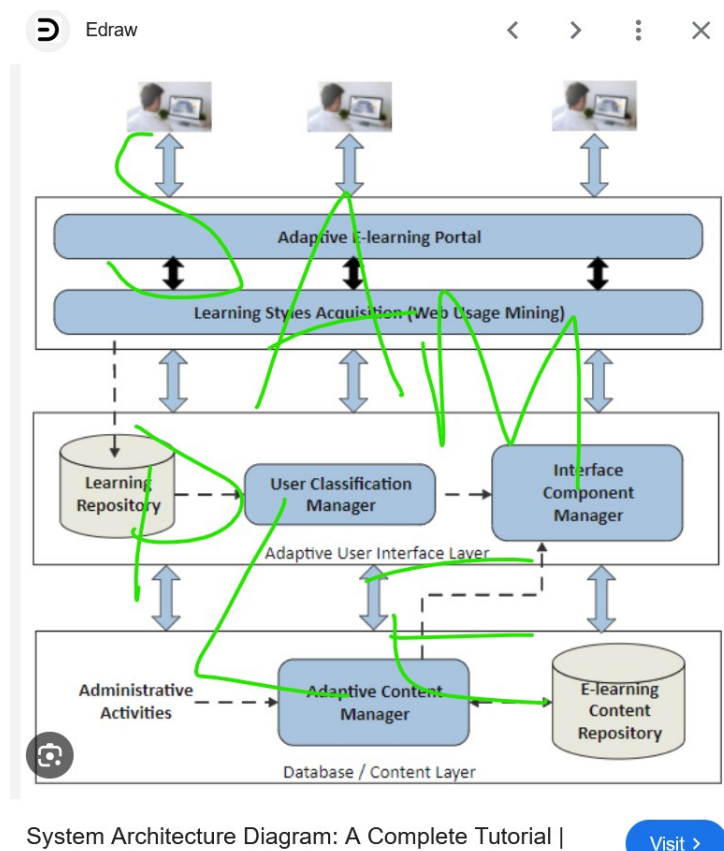 Edraw
Adaptive E-learning Portal
Learning Styles Acquisition (Web Usage Mining)
Learning
Repository
User Classification
Manager
Interface
Component
Manager
Adaptive User Interface Layer
Administrative
Activities
Adaptive Content
Manager
E-learning
Content
Repository
Database / Content Layer
SAMPLE
System Architecture Diagram: A Complete Tutorial |
Visit >